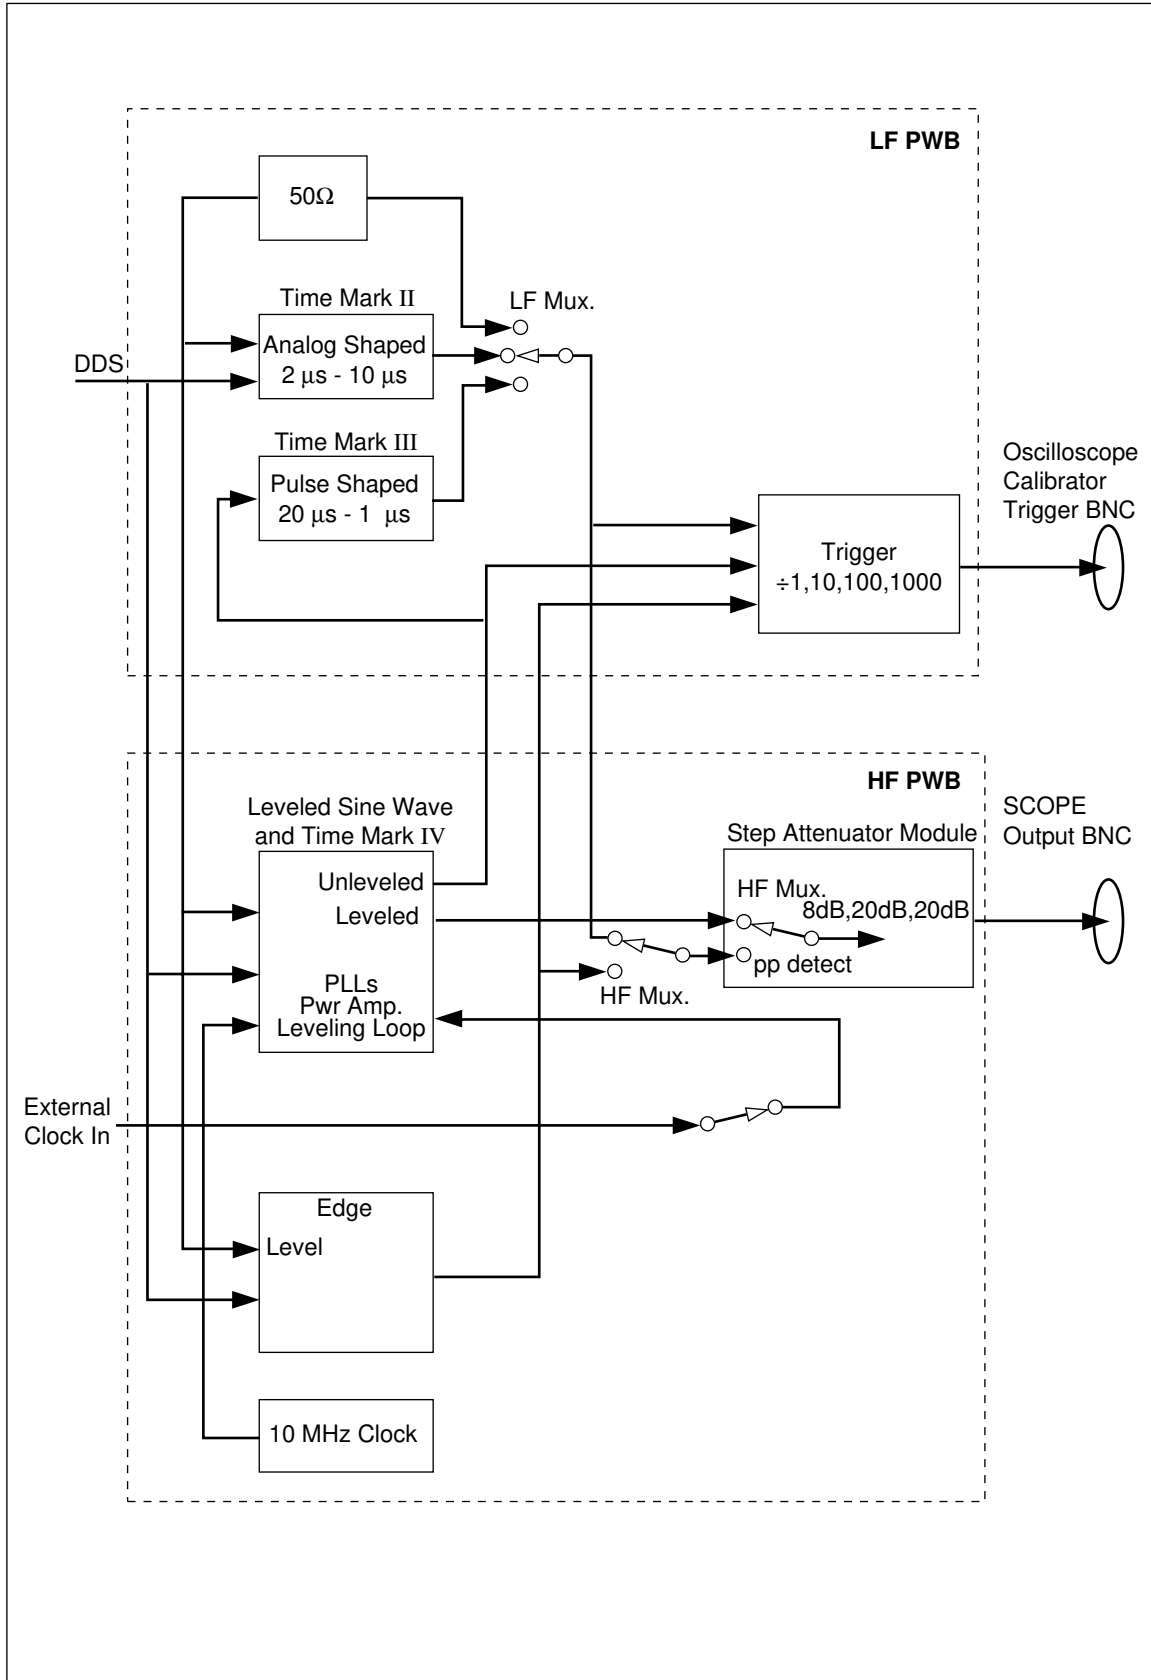 LF PWB
50Ω
Time Mark II
LF Mux.
Analog Shaped
2 μs - 10 μs
DDS
Time Mark III
Pulse Shaped
20 μs - 1  μs
Oscilloscope
Calibrator
Trigger BNC
Trigger
÷1,10,100,1000
HF PWB
Leveled Sine Wave
and Time Mark IV
SCOPE
Output BNC
Step Attenuator Module
Unleveled
Leveled
HF Mux.
8dB,20dB,20dB
pp detect
HF Mux.
PLLs
Pwr Amp.
Leveling Loop
External
Clock In
Edge
Level
10 MHz Clock